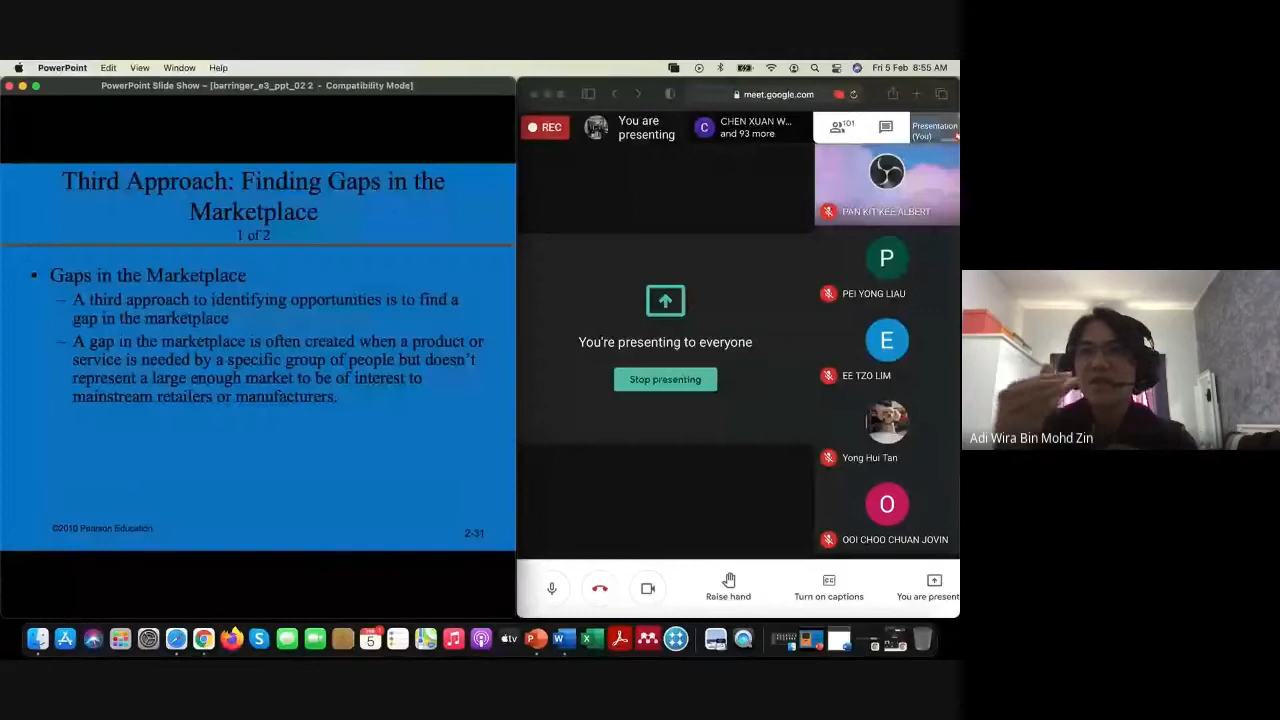 PowerPoint Edit View Window Help Fri 5 Feb 8:55 AM
PowerPoint Slide Show – [barringer_e3_ppt_02 2 - Compatibility Mode]
Third Approach: Finding Gaps in the
Marketplace
1 of 2
• Gaps in the Marketplace
– A third approach to identifying opportunities is to find a
gap in the marketplace
– A gap in the marketplace is often created when a product or
service is needed by a specific group of people but doesn't
represent a large enough market to be of interest to
mainstream retailers or manufacturers.
©2010 Pearson Education
2-31
meet.google.com
REC
You are
presenting
C
CHEN XUAN W...
and 93 more
101
Presentation
(You)
PAN KIT KEE ALBERT
P
PEI YONG LIAU
E
EE TZO LIM
Yong Hui Tan
O
OOI CHOO CHUAN JOVIN
You're presenting to everyone
Stop presenting
Raise hand
Turn on captions
You are present
Adi Wira Bin Mohd Zin
5
tv